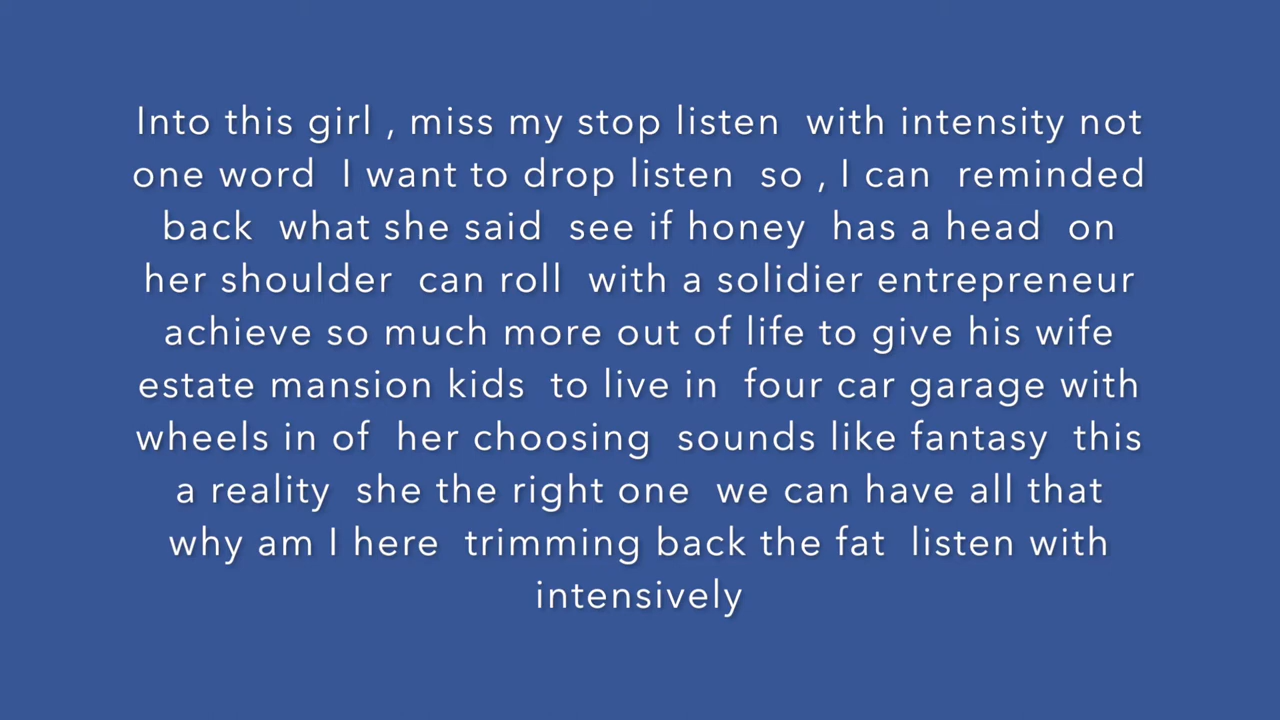 Into this girl , miss my stop listen with intensity not
one word I want to drop listen so , I can reminded
back what she said see if honey has a head on
her shoulder can roll with a solidier entrepreneur
achieve so much more out of life to give his wife
estate mansion kids to live in four car garage with
wheels in of her choosing sounds like fantasy this
a reality she the right one we can have all that
why am I here trimming back the fat listen with
intensively